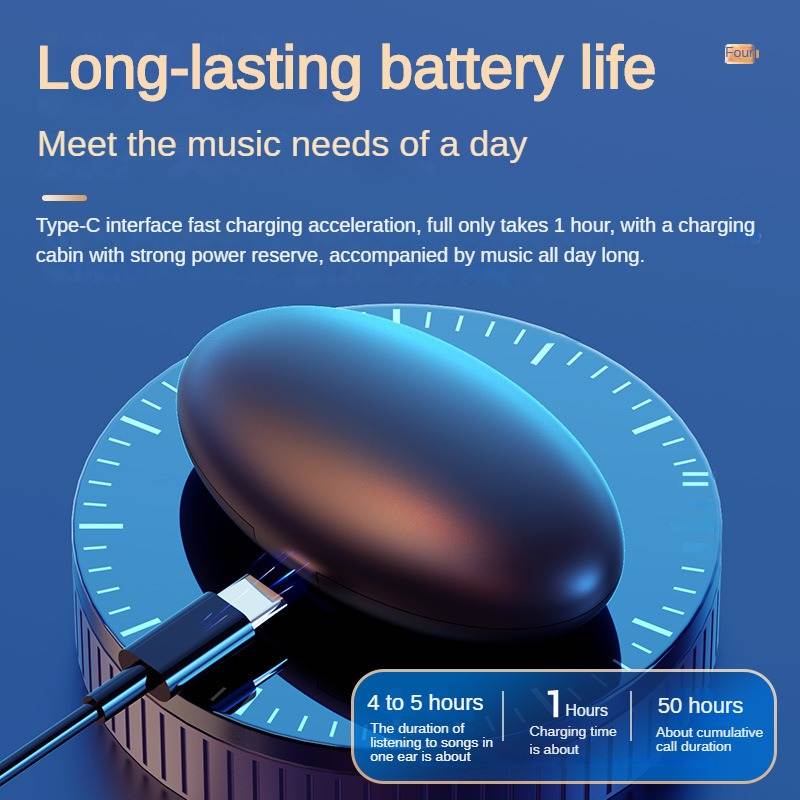 Long-lasting battery life
Four
Meet the music needs of a day
Type-C interface fast charging acceleration, full only takes 1 hour, with a charging
cabin with strong power reserve, accompanied by music all day long.
4 to 5 hours
The duration of
listening to songs in
one ear is about
1 Hours
Charging time
is about
50 hours
About cumulative
call duration